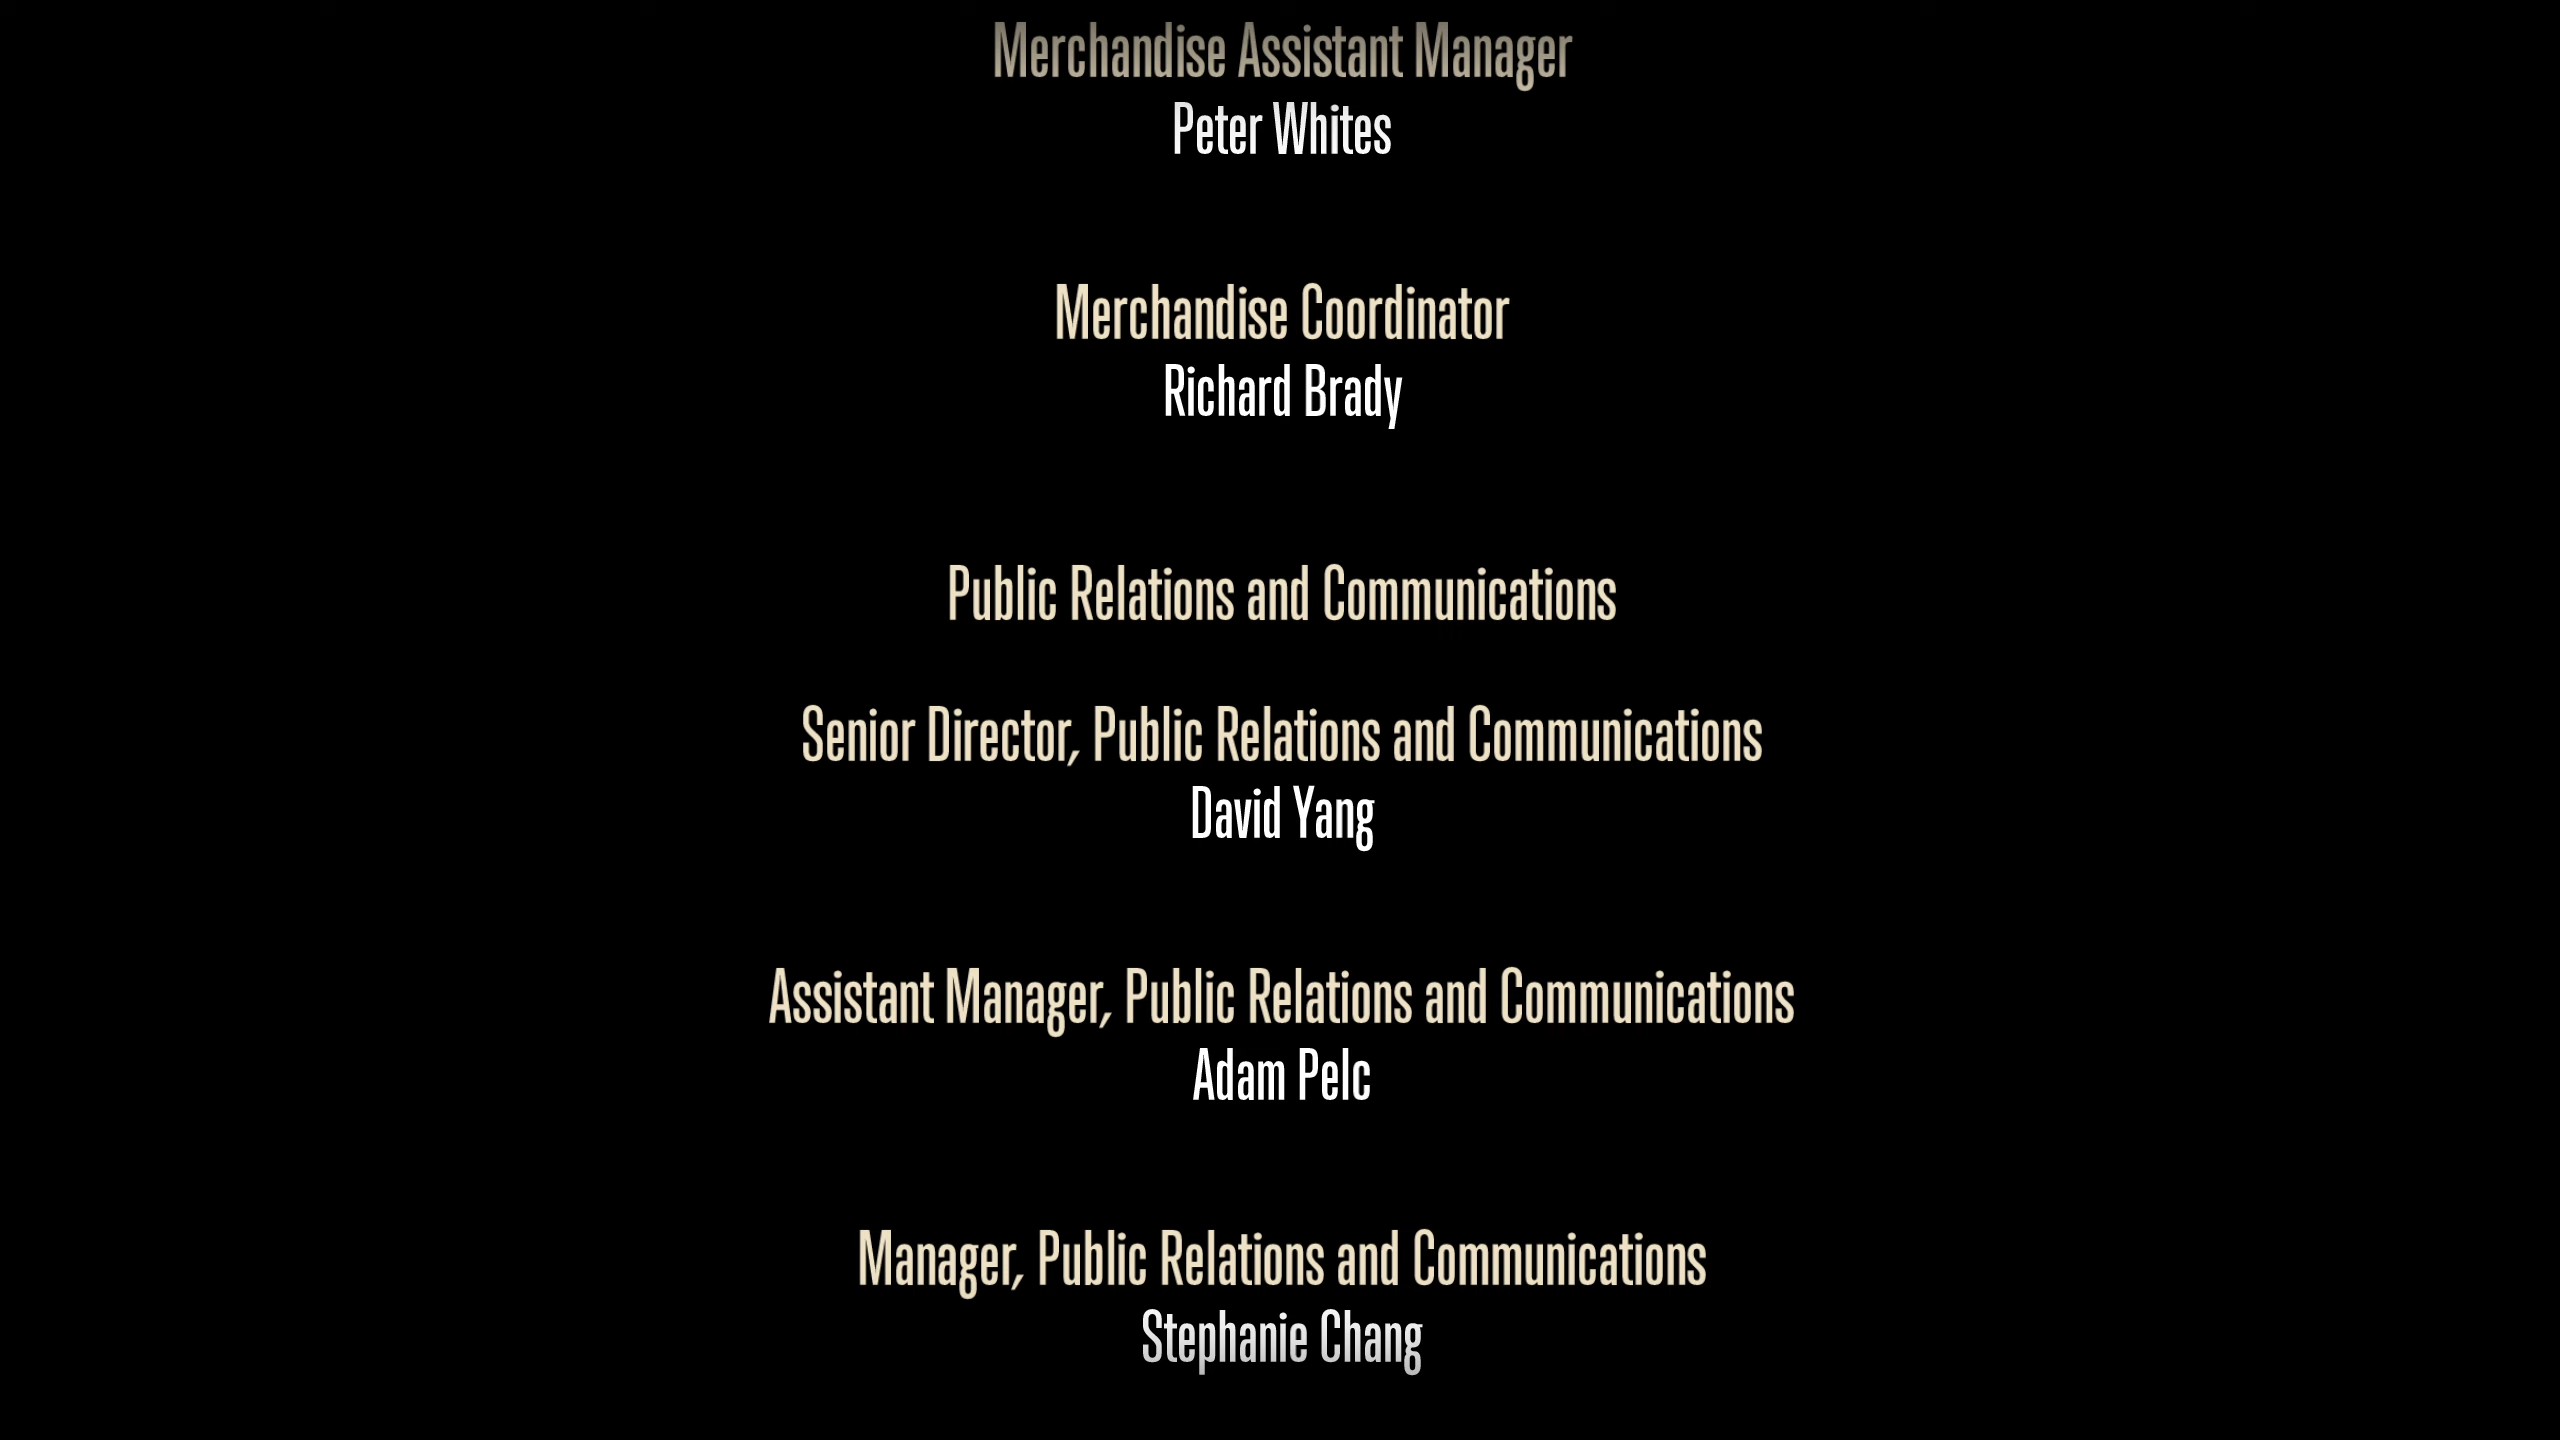 Merchandise Assistant Manager
Peter Whites
Merchandise Coordinator
Richard Brady
Public Relations and Communications
Senior Director, Public Relations and Communications
David Yang
Assistant Manager, Public Relations and Communications
Adam Pelc
Manager, Public Relations and Communications
Stephanie Chang